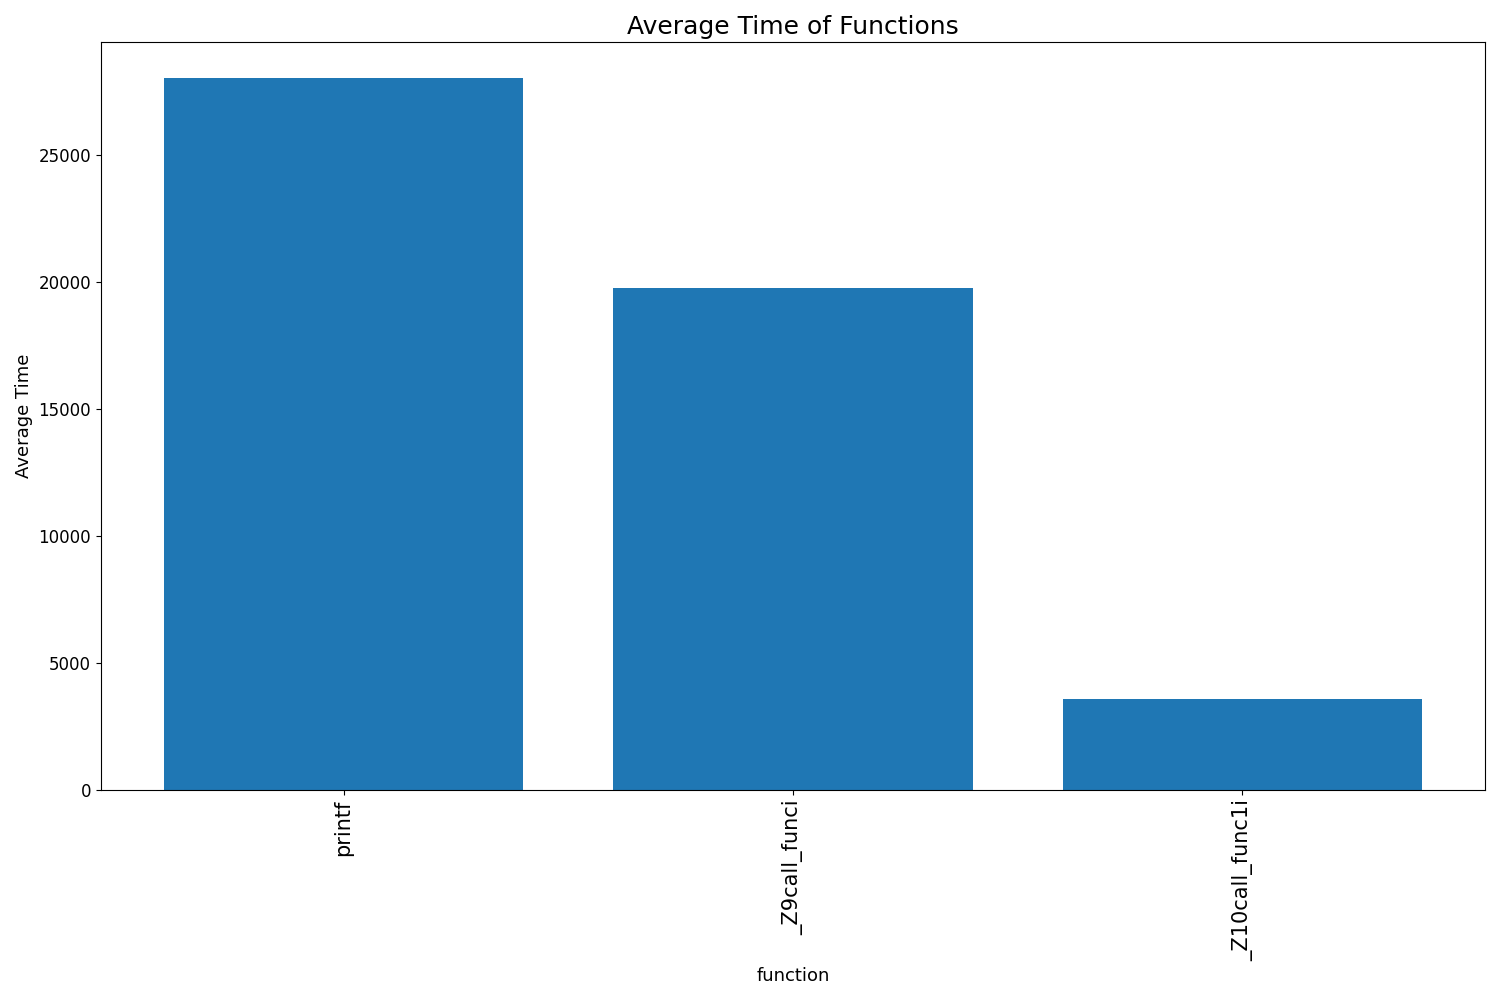 Average Time of Functions
Average Time
25000
20000
15000
10000
5000
0
printf
_Z9call_funci
_Z10call_func1i
function